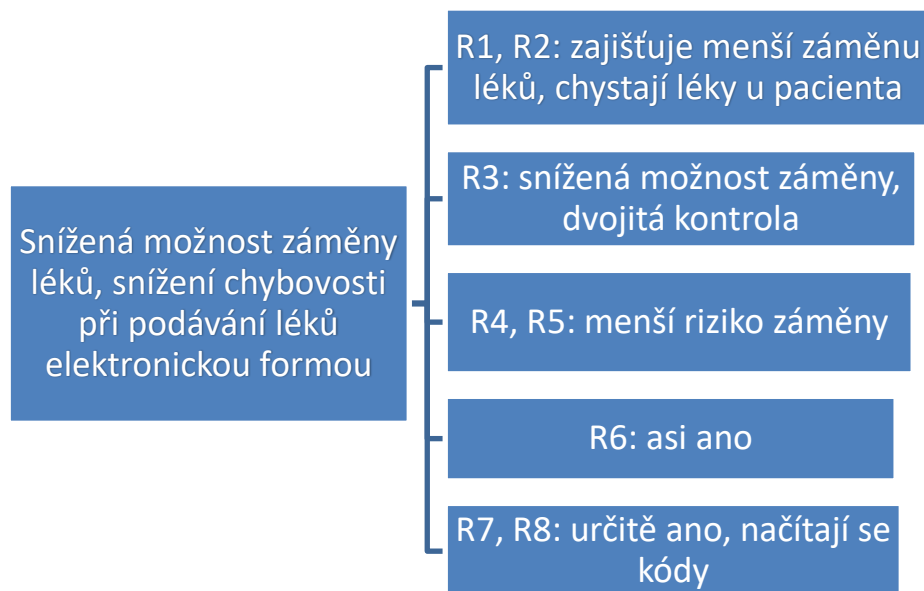 Snížená možnost záměny
léků, snížení chybovosti
při podávání léků
elektronickou formou
R1, R2: zajišťuje menší záměnu
léků, chystají léky u pacienta
R3: snížená možnost záměny,
dvojitá kontrola
R4, R5: menší riziko záměny
R6: asi ano
R7, R8: určitě ano, načítají se
kódy